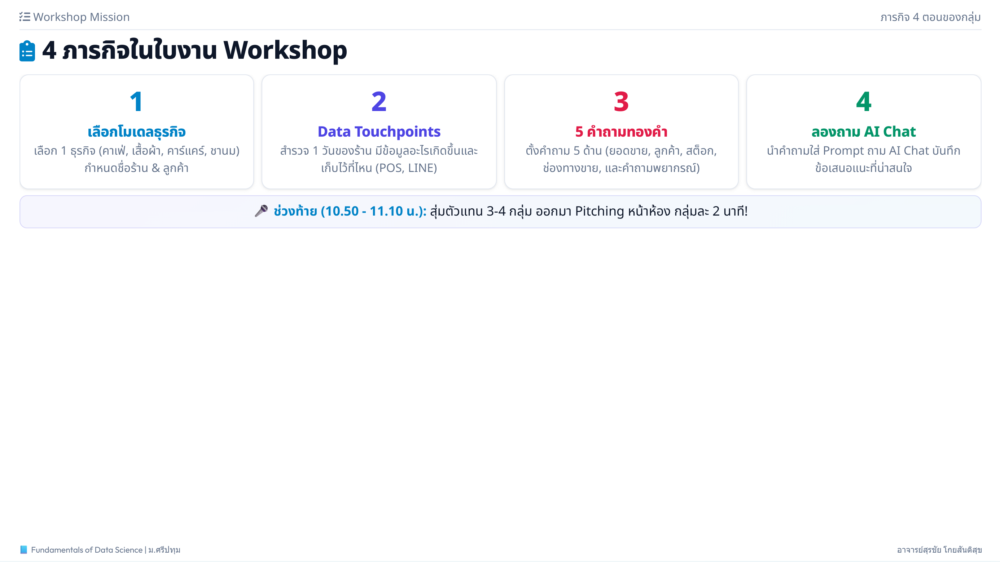 Workshop Mission
ภารกิจ 4 ตอนของกลุ่ม
4 ภารกิจในใบงาน Workshop
1
เลือกโมเดลธุรกิจ
เลือก 1 ธุรกิจ (คาเฟ่, เสื้อผ้า, คาร์แคร์, ชานม)
กำหนดชื่อร้าน & ลูกค้า
2
Data Touchpoints
สำรวจ 1 วันของร้าน มีข้อมูลอะไรเกิดขึ้นและ
เก็บไว้ที่ไหน (POS, LINE)
3
5 คำถามทองคำ
ตั้งคำถาม 5 ด้าน (ยอดขาย, ลูกค้า, สต็อก,
ช่องทางขาย, และคำถามพยากรณ์)
4
ลองถาม AI Chat
นำคำถามใส่ Prompt ถาม AI Chat บันทึก
ข้อเสนอแนะที่น่าสนใจ
🎤 ช่วงท้าย (10.50 - 11.10 น.): สุ่มตัวแทน 3-4 กลุ่ม ออกมา Pitching หน้าห้อง กลุ่มละ 2 นาที!
📘 Fundamentals of Data Science | ม.ศรีปทุม
อาจารย์สุรชัย โกยสันติสุข